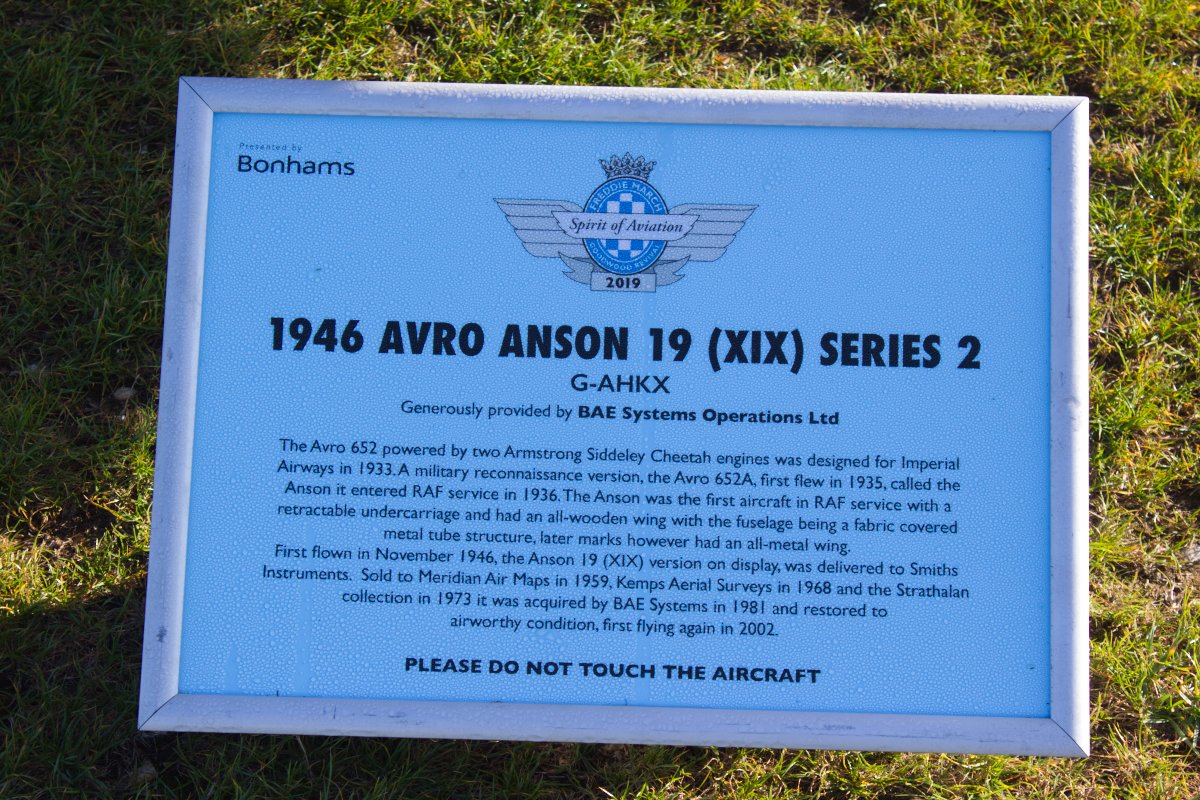 Presented by
Bonhams
FREDDIE MARCH
Spirit of Aviation
GOODWOOD REVIVAL
2019
1946 AVRO ANSON 19 (XIX) SERIES 2
G-AHKX
Generously provided by BAE Systems Operations Ltd
The Avro 652 powered by two Armstrong Siddeley Cheetah engines was designed for Imperial
Airways in 1933. A military reconnaissance version, the Avro 652A, first flew in 1935, called the
Anson it entered RAF service in 1936. The Anson was the first aircraft in RAF service with a
retractable undercarriage and had an all-wooden wing with the fuselage being a fabric covered
metal tube structure, later marks however had an all-metal wing.
First flown in November 1946, the Anson 19 (XIX) version on display, was delivered to Smiths
Instruments. Sold to Meridian Air Maps in 1959, Kemps Aerial Surveys in 1968 and the Strathalan
collection in 1973 it was acquired by BAE Systems in 1981 and restored to
airworthy condition, first flying again in 2002.
PLEASE DO NOT TOUCH THE AIRCRAFT